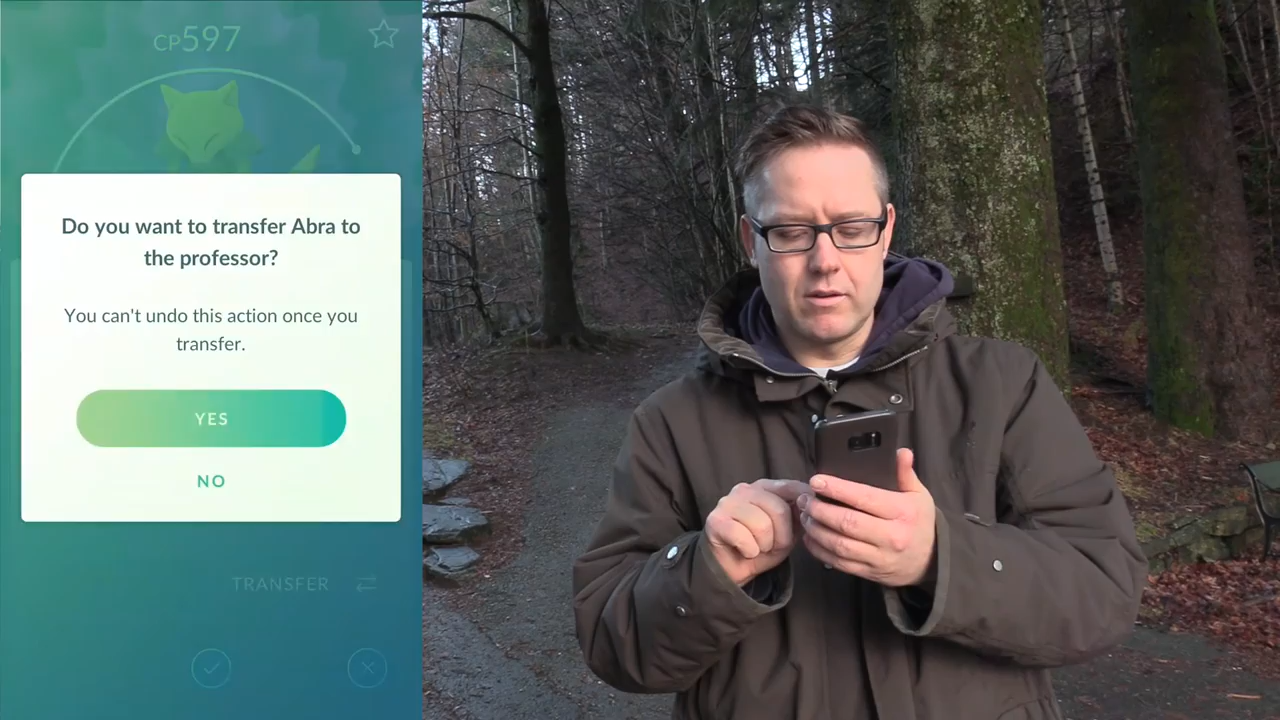 CP597
Do you want to transfer Abra to
the professor?
You can't undo this action once you
transfer.
YES
NO
TRANSFER